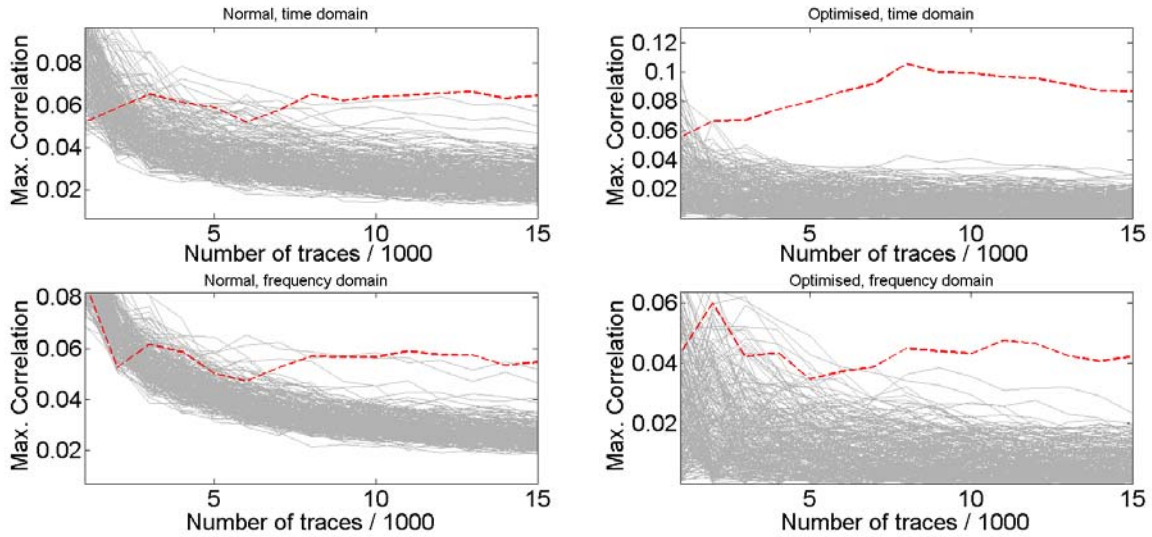 Normal, time domain
Max. Correlation
0.08
0.06
0.04
0.02
5 10 15
Number of traces / 1000
Optimised, time domain
Max. Correlation
0.12
0.1
0.08
0.06
0.04
0.02
5 10 15
Number of traces / 1000
Normal, frequency domain
Max. Correlation
0.08
0.06
0.04
0.02
5 10 15
Number of traces / 1000
Optimised, frequency domain
Max. Correlation
0.06
0.04
0.02
5 10 15
Number of traces / 1000